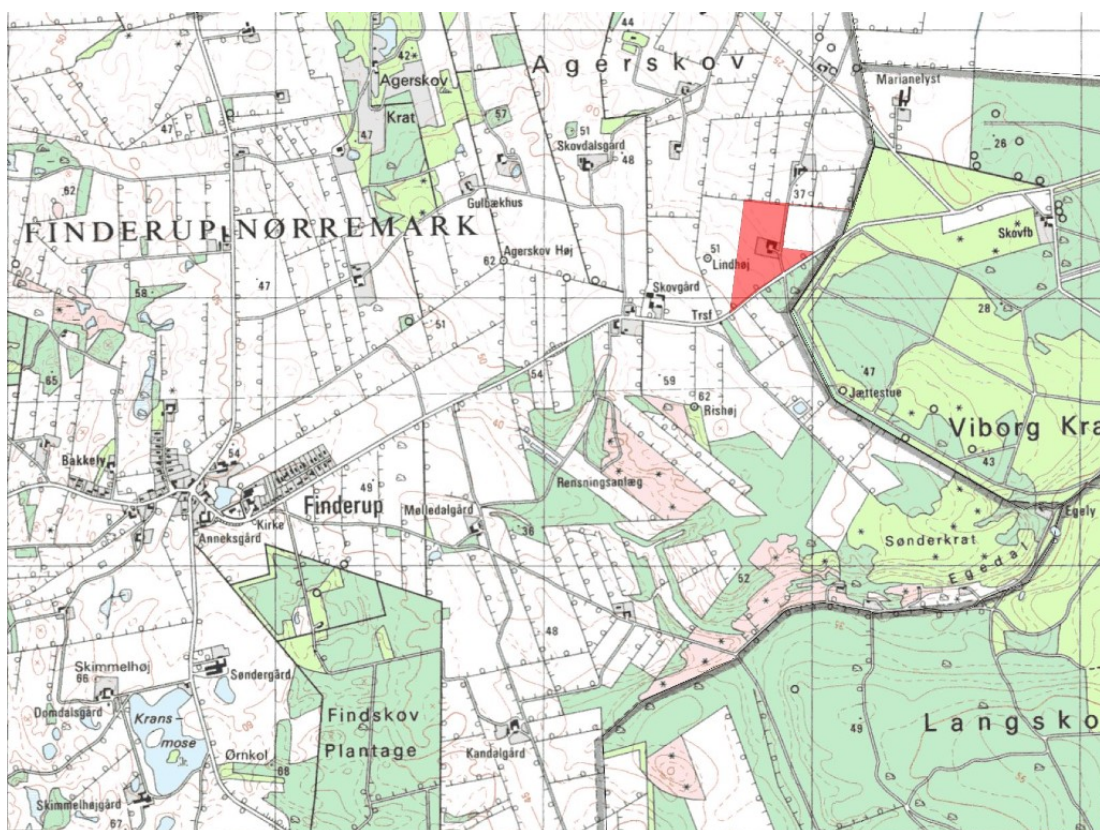 44
Agerskov
42
Agerskov
Krat
Marianelyst
47
47
57
51
Skovdalsgård
48
26
62
Gulbækhus
37
FINDERUP NØRREMARK
Skovfb
Agerskov Høj
62
51
Lindhøj
47
58
Skovgård
Trsf
28
51
54
59
47
65
62
Rishøj
Jættestue
Viborg Kra
43
Bakkely
54
Rensningsanlæg
49
Finderup
Kirke
Mølledalgård
36
Egely
Anneksgård
Sønderkrat
Egedal
52
31
48
Skimmelhøj
66
Søndergård
Domdalsgård
Findskov
Plantage
Krans-
mose
Langsko
49
Kandalgård
Ørnkol
68
Skimmelhøjgård
67